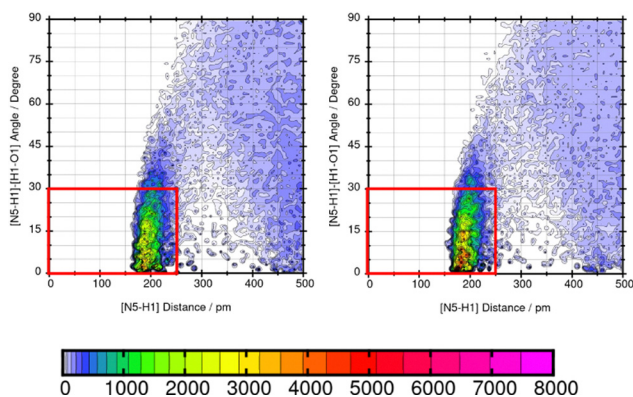 90 90
75 75
60 60
45 45
30 30
15 15
0 0
[N5-H1]-[H1-O1] Angle / Degree [N5-H1]-[H1-O1] Angle / Degree
0 100 200 300 400 500 0 100 200 300 400 500
[N5-H1] Distance / pm [N5-H1] Distance / pm
0 1000 2000 3000 4000 5000 6000 7000 8000